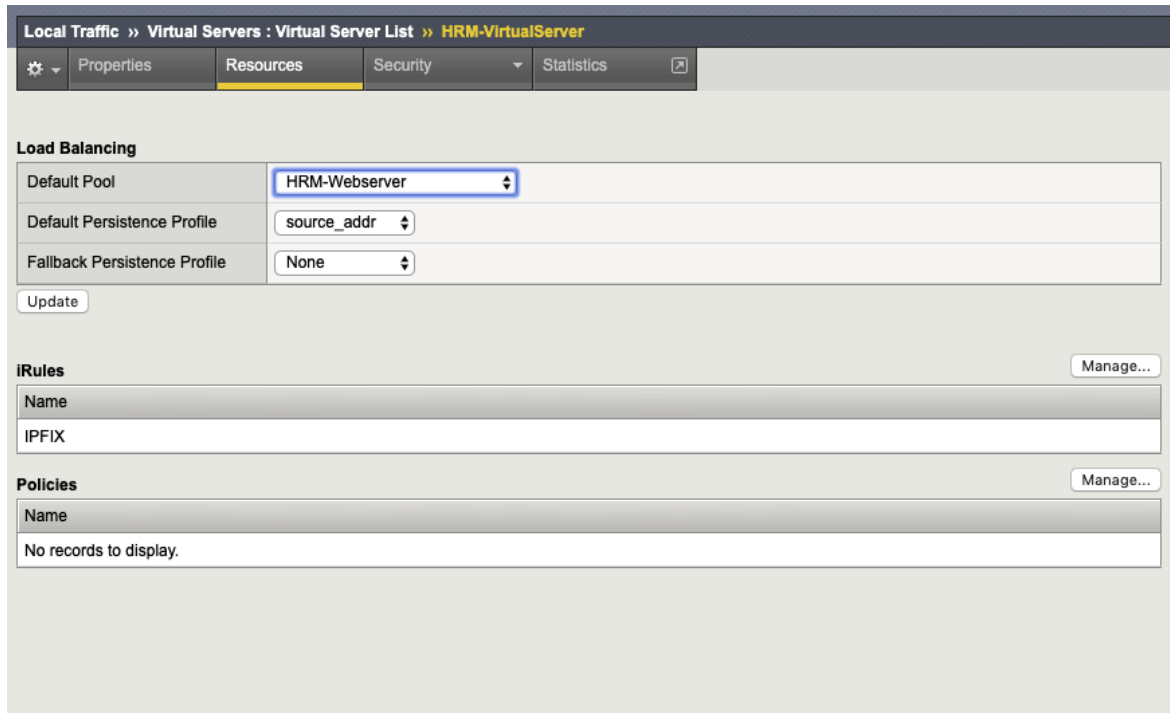 Local Traffic ›› Virtual Servers : Virtual Server List ›› HRM-VirtualServer
Properties Resources Security Statistics
Load Balancing
Default Pool HRM-Webserver
Default Persistence Profile source_addr
Fallback Persistence Profile None
Update
iRules Manage...
Name
IPFIX
Policies Manage...
Name
No records to display.